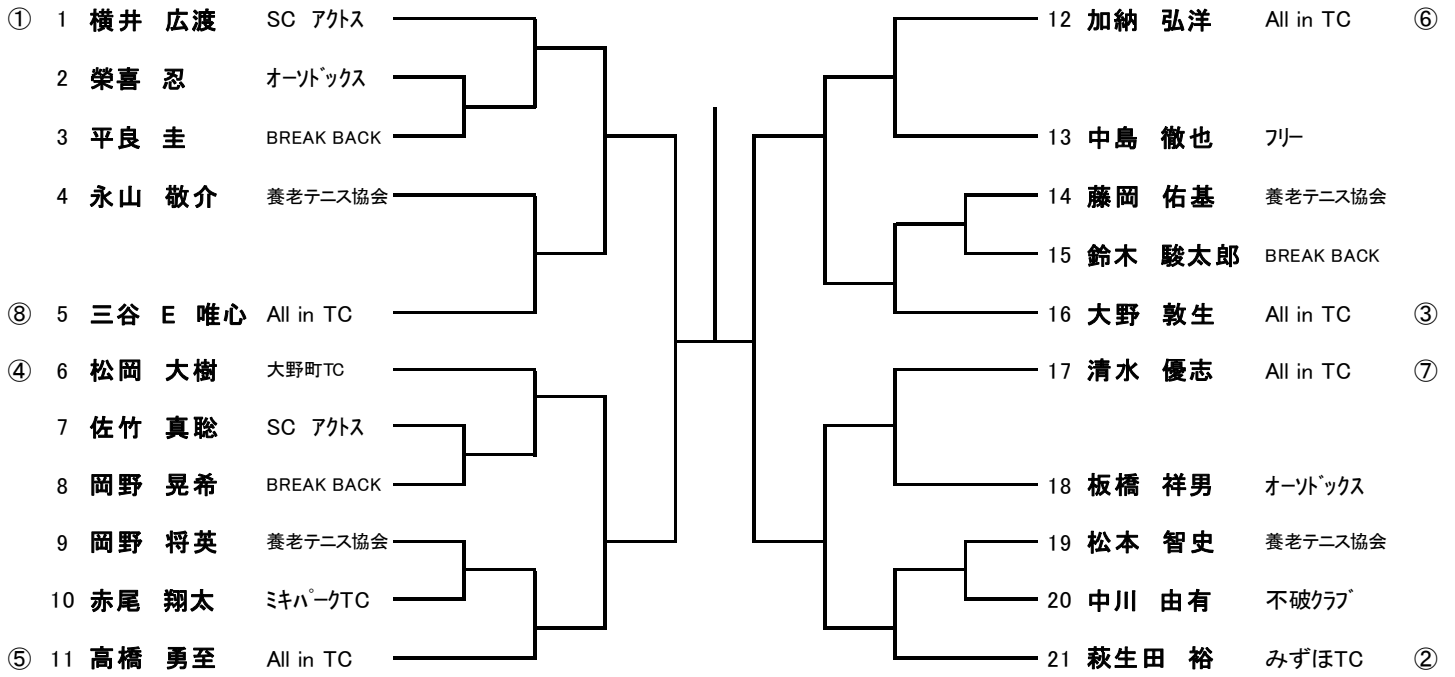 ① 1 横井 広渡 SC アクトス
2 榮喜 忍 オーソドックス
3 平良 圭 BREAK BACK
4 永山 敬介 養老テニス協会
⑧ 5 三谷 E 唯心 All in TC
④ 6 松岡 大樹 大野町TC
7 佐竹 真聡 SC アクトス
8 岡野 晃希 BREAK BACK
9 岡野 将英 養老テニス協会
10 赤尾 翔太 ミキパークTC
⑤ 11 高橋 勇至 All in TC
12 加納 弘洋 All in TC ⑥
13 中島 徹也 フリー
14 藤岡 佑基 養老テニス協会
15 鈴木 駿太郎 BREAK BACK
16 大野 敦生 All in TC ③
17 清水 優志 All in TC ⑦
18 板橋 祥男 オーソドックス
19 松本 智史 養老テニス協会
20 中川 由有 不破クラブ
21 萩生田 裕 みずほTC ②